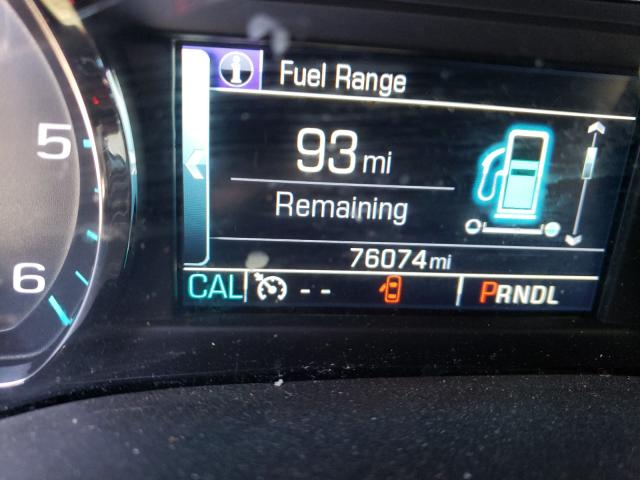 Fuel Range
93 mi
Remaining
76074 mi
CAL -- PRNDL
5
6